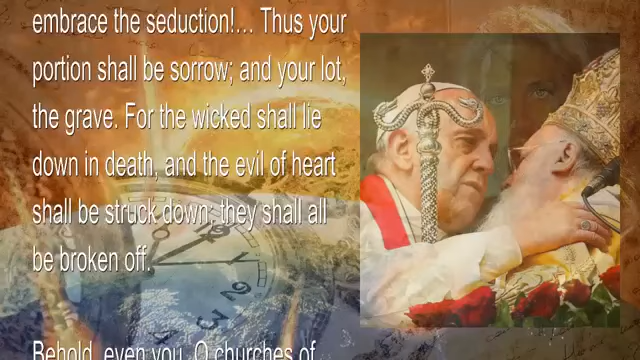 embrace the seduction!… Thus your
portion shall be sorrow; and your lot,
the grave. For the wicked shall lie
down in death, and the evil of heart
shall be struck down; they shall all
be broken off.
Behold, even you, O churches of